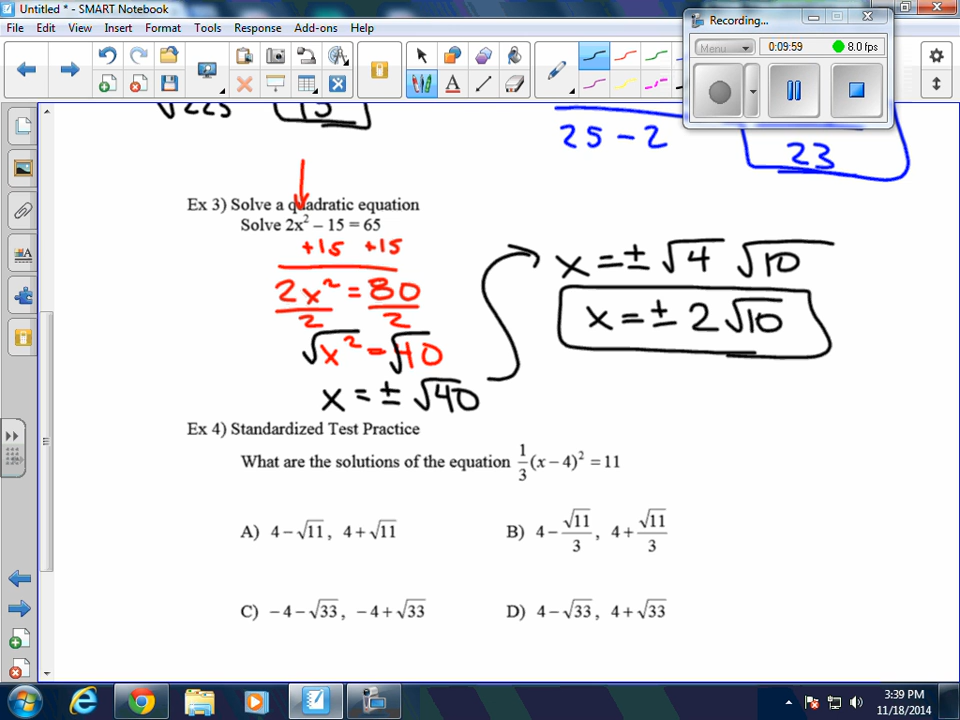 Untitled * - SMART Notebook
File Edit View Insert Format Tools Response Add-ons Help
Recording...
Menu 0:09:59 8.0 fps
√225 15
25 - 2 23
Ex 3) Solve a quadratic equation
Solve 2x² – 15 = 65
+15 +15
2x² = 80
2 2
√x² = √40
x = ± √40
x = ± √4 √10
x = ± 2 √10
Ex 4) Standardized Test Practice
What are the solutions of the equation 1/3(x – 4)² = 11
A) 4 – √11, 4 + √11
B) 4 – √11/3, 4 + √11/3
C) – 4 – √33, – 4 + √33
D) 4 – √33, 4 + √33
3:39 PM
11/18/2014